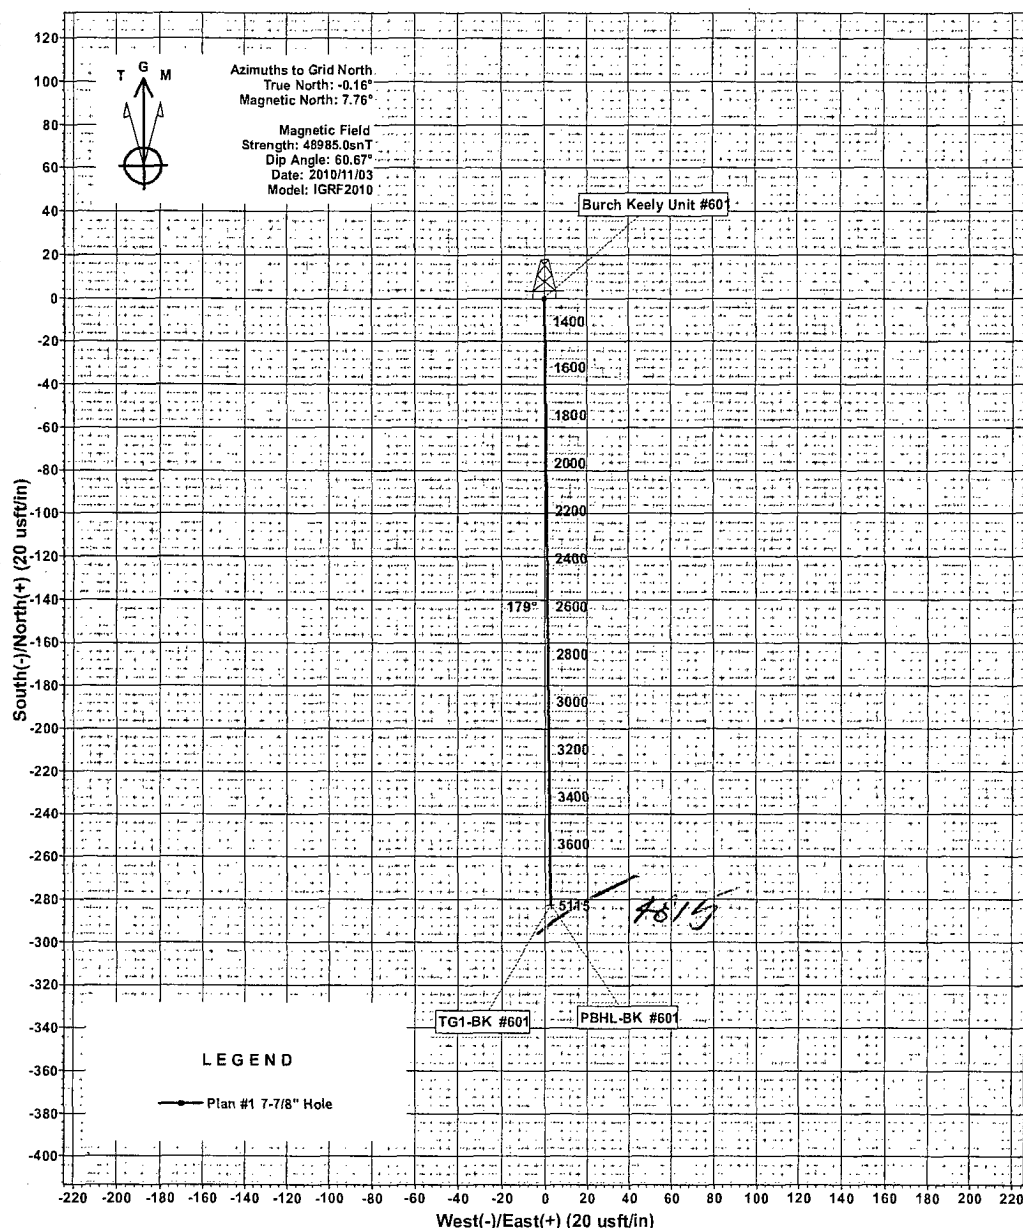 T G M
Azimuths to Grid North
True North: -0.16°
Magnetic North: 7.76°
Magnetic Field
Strength: 48985.0snT
Dip Angle: 60.67°
Date: 2010/11/03
Model: IGRF2010
Burch Keely Unit #601
120
100
80
60
40
20
0
-20
-40
-60
-80
-100
-120
-140
-160
-180
-200
-220
-240
-260
-280
-300
-320
-340
-360
-380
-400
South(-)/North(+) (20 usft/in)
1400
1600
1800
2000
2200
2400
179° 2600
2800
3000
3200
3400
3600
5115
TG1-BK #601
PBHL-BK #601
LEGEND
Plan #1 7-7/8" Hole
-220 -200 -180 -160 -140 -120 -100 -80 -60 -40 -20 0 20 40 60 80 100 120 140 160 180 200 220
West(-)/East(+) (20 usft/in)